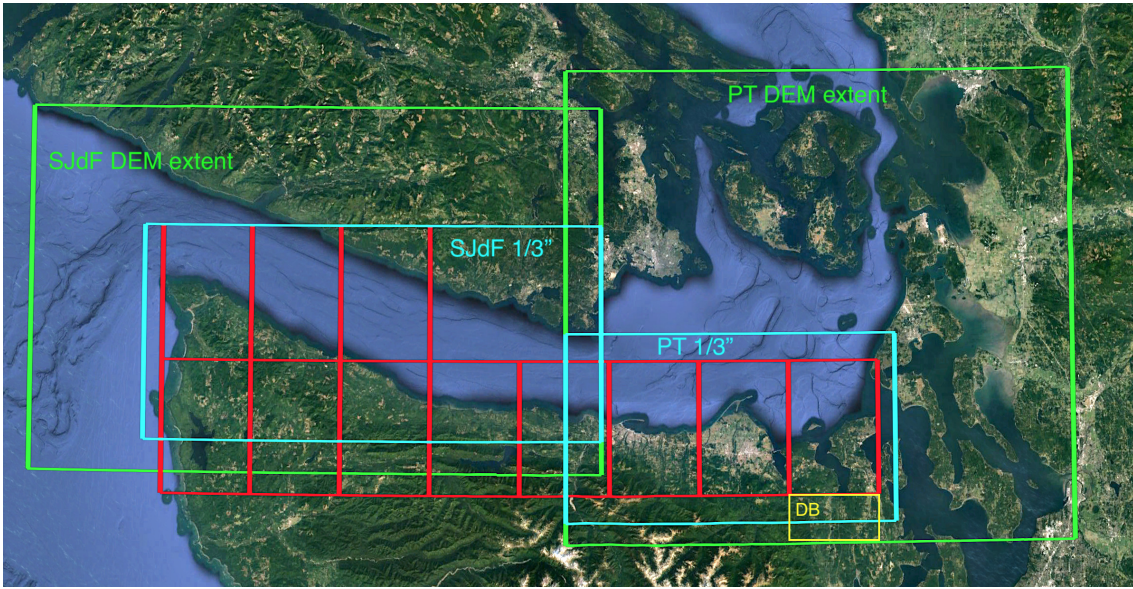 PT DEM extent
SJdF DEM extent
SJdF 1/3”
PT 1/3”
DB